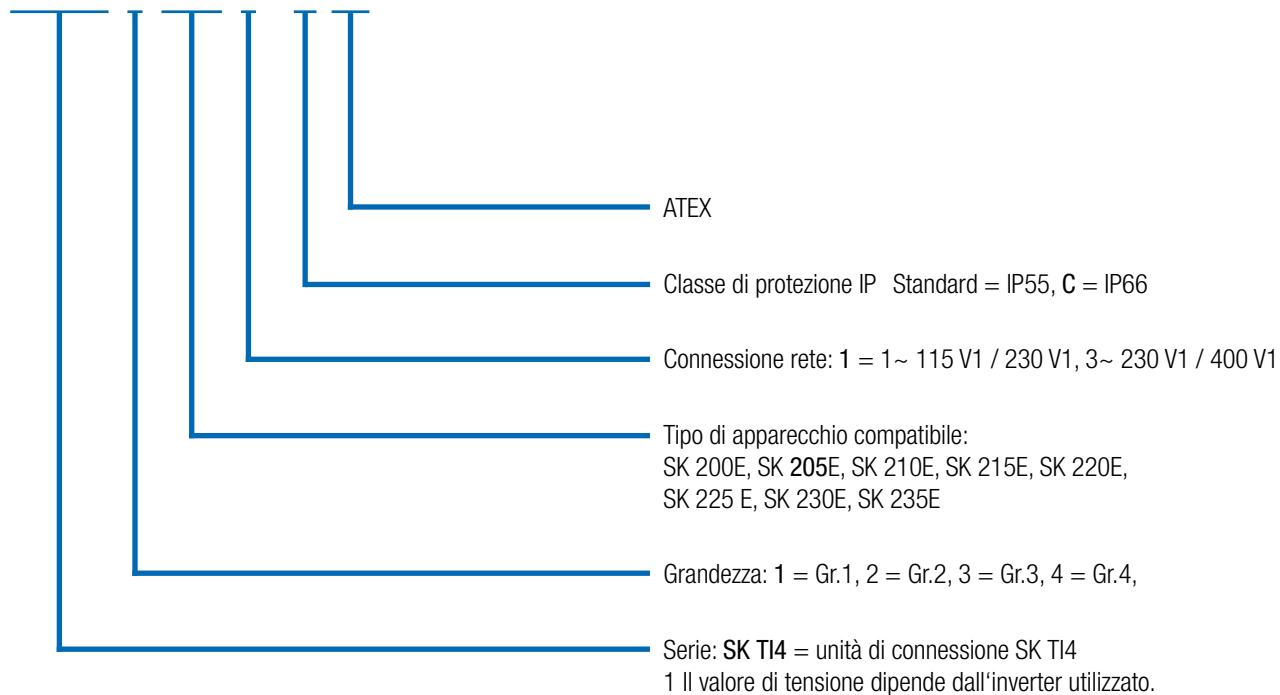 ATEX
Classe di protezione IP Standard = IP55, C = IP66
Connessione rete: 1 = 1~ 115 V1 / 230 V1, 3~ 230 V1 / 400 V1
Tipo di apparecchio compatibile:
SK 200E, SK 205E, SK 210E, SK 215E, SK 220E,
SK 225 E, SK 230E, SK 235E
Grandezza: 1 = Gr.1, 2 = Gr.2, 3 = Gr.3, 4 = Gr.4,
Serie: SK TI4 = unità di connessione SK TI4
1 Il valore di tensione dipende dall‘inverter utilizzato.